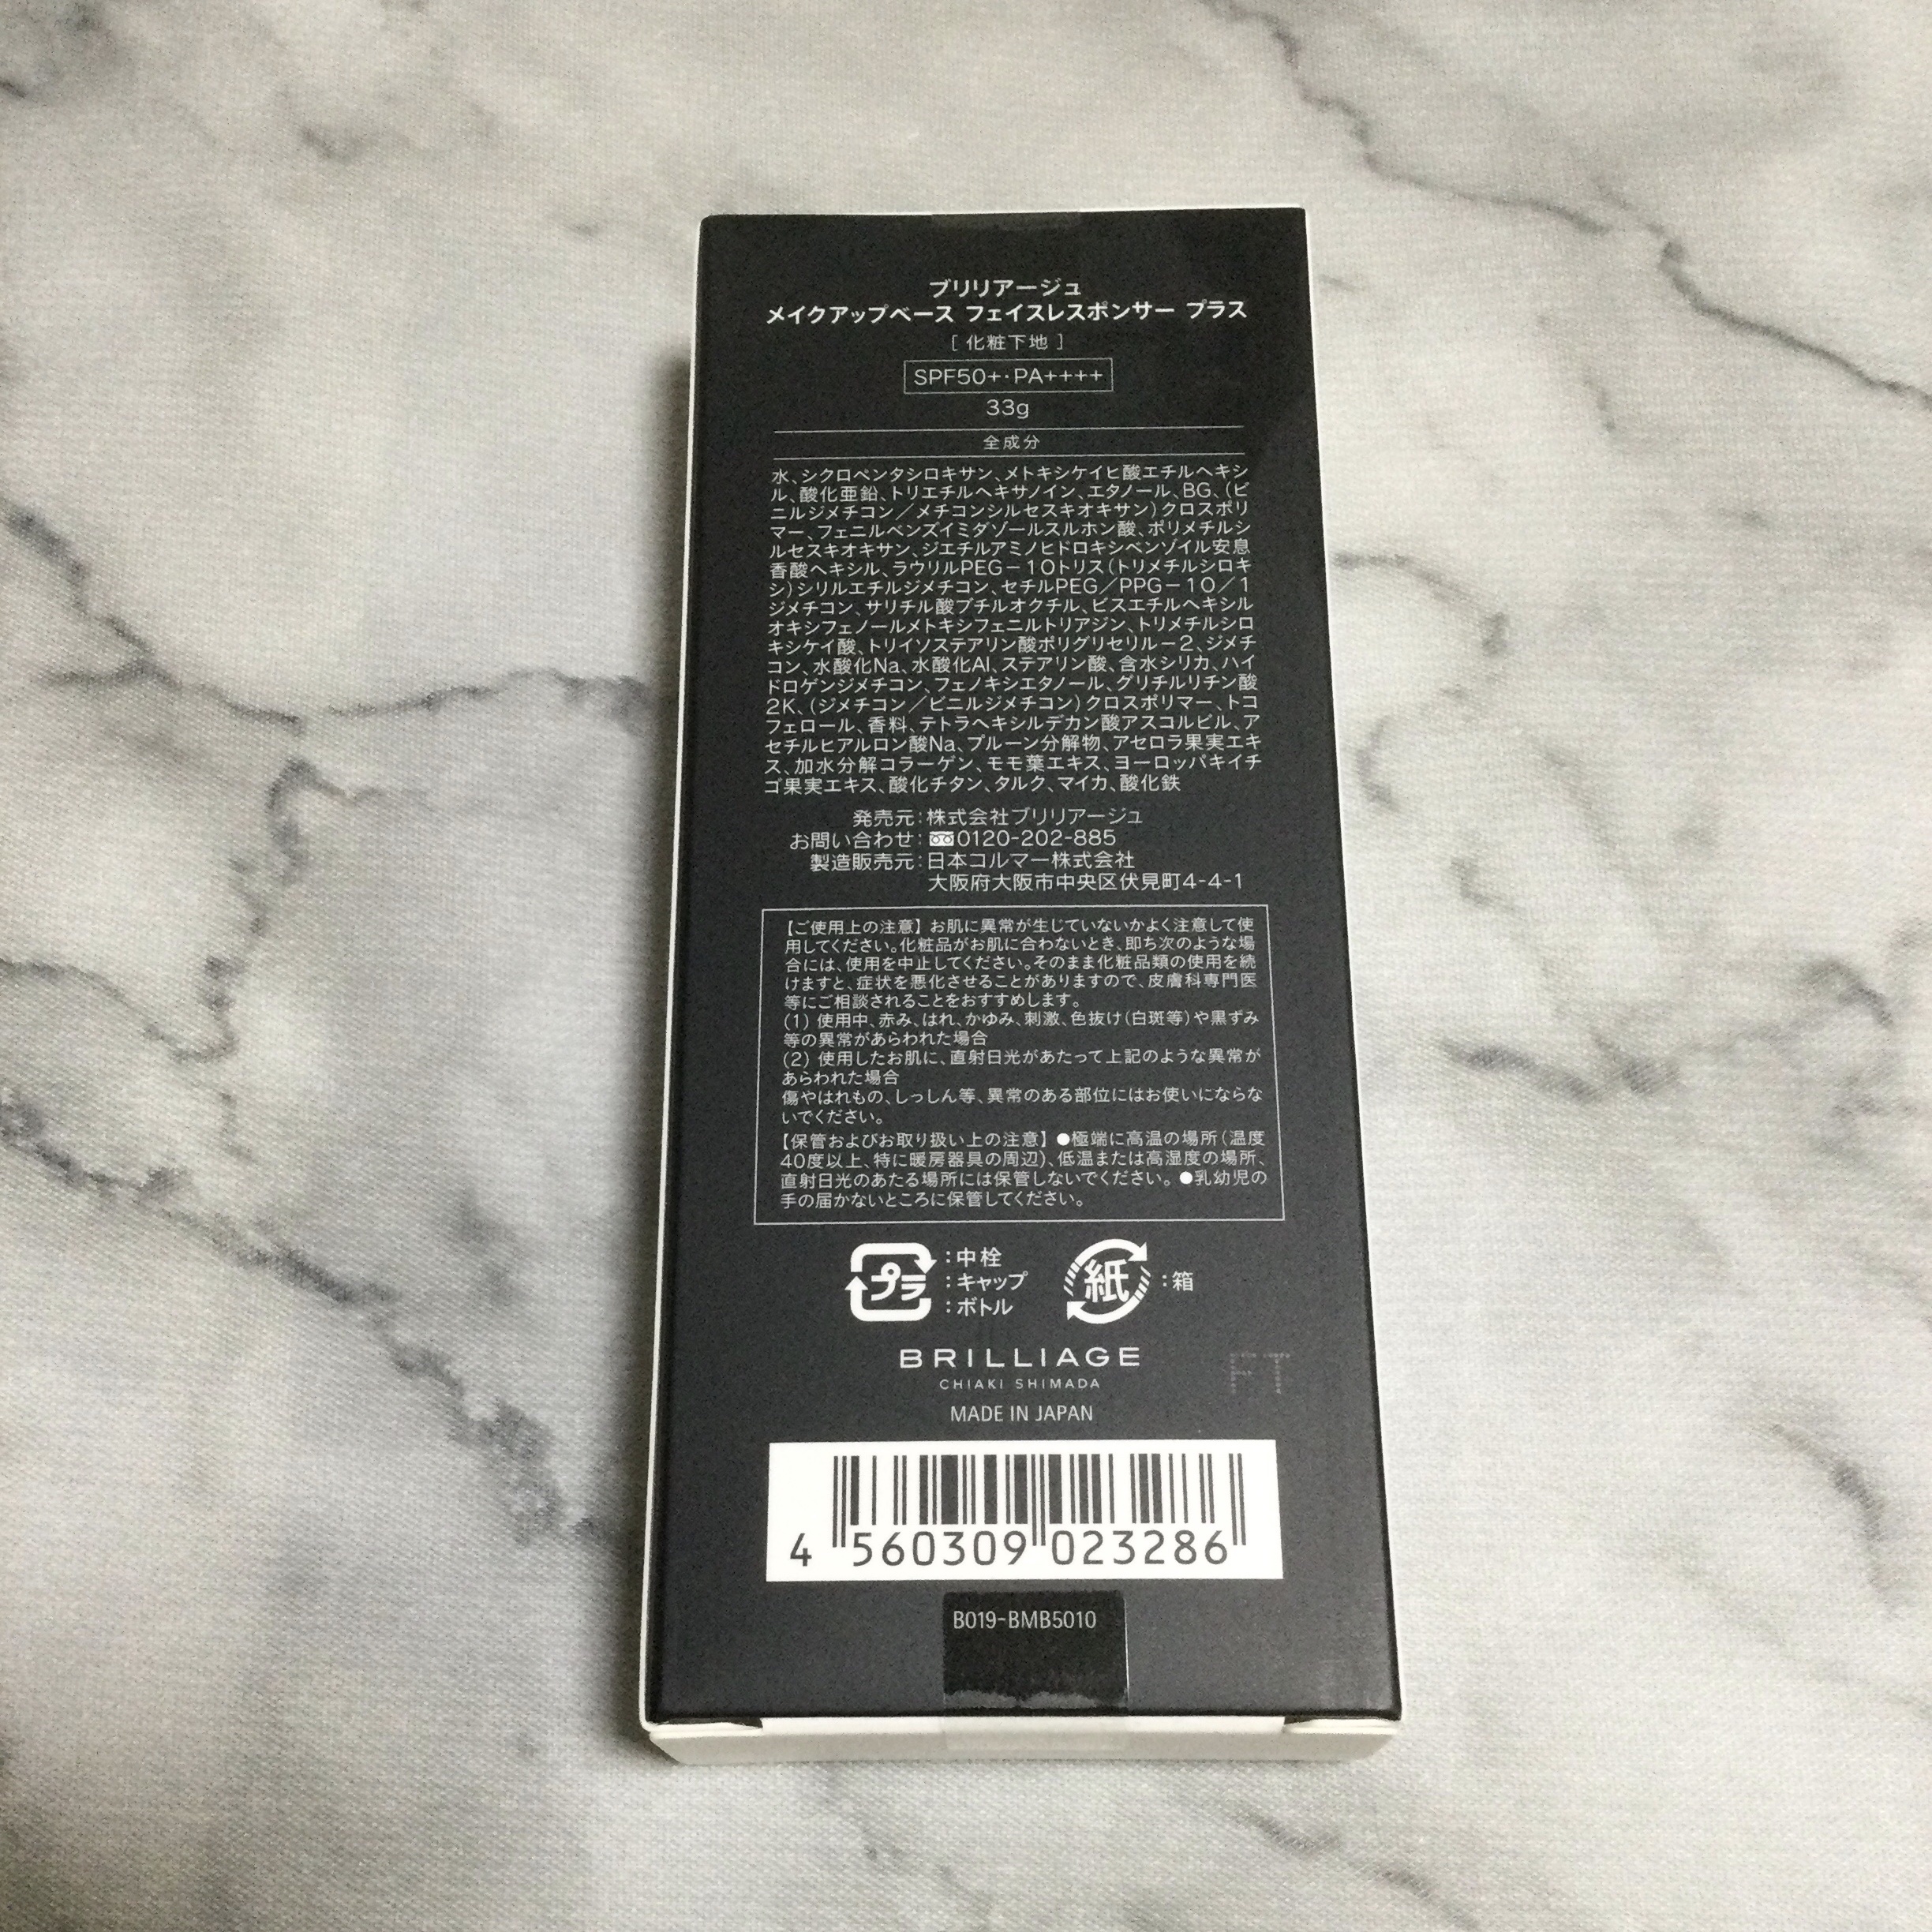 ブリリアージュ
メイクアップベース フェイスレスポンサー プラス
[ 化粧下地 ]
SPF50+・PA++++
33g
全成分
水、シクロペンタシロキサン、メトキシケイヒ酸エチルヘキシ
ル、酸化亜鉛、トリエチルヘキサノイン、エタノール、BG、(ビ
ニルジメチコン／メチコンシルセスキオキサン)クロスポリ
マー、フェニルベンズイミダゾールスルホン酸、ポリメチルシ
ルセスキオキサン、ジエチルアミノヒドロキシベンゾイル安息
香酸ヘキシル、ラウリルPEG－10トリス(トリメチルシロキ
シ)シリルエチルジメチコン、セチルPEG／PPG－10／1
ジメチコン、サリチル酸ブチルオクチル、ビスエチルヘキシル
オキシフェノールメトキシフェニルトリアジン、トリメチルシロ
キシケイ酸、トリイソステアリン酸ポリグリセリル－2、ジメチ
コン、水酸化Na、水酸化Al、ステアリン酸、含水シリカ、ハイ
ドロゲンジメチコン、フェノキシエタノール、グリチルリチン酸
2K、(ジメチコン／ビニルジメチコン)クロスポリマー、トコ
フェロール、香料、テトラヘキシルデカン酸アスコルビル、ア
セチルヒアルロン酸Na、プルーン分解物、アセロラ果実エキ
ス、加水分解コラーゲン、モモ葉エキス、ヨーロッパキイチ
ゴ果実エキス、酸化チタン、タルク、マイカ、酸化鉄
発売元：株式会社ブリリアージュ
お問い合わせ：0120-202-885
製造販売元：日本コルマー株式会社
大阪府大阪市中央区伏見町4-4-1
【ご使用上の注意】お肌に異常が生じていないかよく注意して使
用してください。化粧品がお肌に合わないとき、即ち次のような場
合には、使用を中止してください。そのまま化粧品類の使用を続
けますと、症状を悪化させることがありますので、皮膚科専門医
等にご相談されることをおすすめします。
(1) 使用中、赤み、はれ、かゆみ、刺激、色抜け(白斑等)や黒ずみ
等の異常があらわれた場合
(2) 使用したお肌に、直射日光があたって上記のような異常が
あらわれた場合
傷やはれもの、しっしん等、異常のある部位にはお使いにならな
いでください。
【保管およびお取り扱い上の注意】●極端に高温の場所(温度
40度以上、特に暖房器具の周辺)、低温または高湿度の場所、
直射日光のあたる場所には保管しないでください。●乳幼児の
手の届かないところに保管してください。
プラ ：中栓
：キャップ
：ボトル
紙 ：箱
BRILLIAGE
CHIAKI SHIMADA
MADE IN JAPAN
4 560309 023286
B019-BMB5010